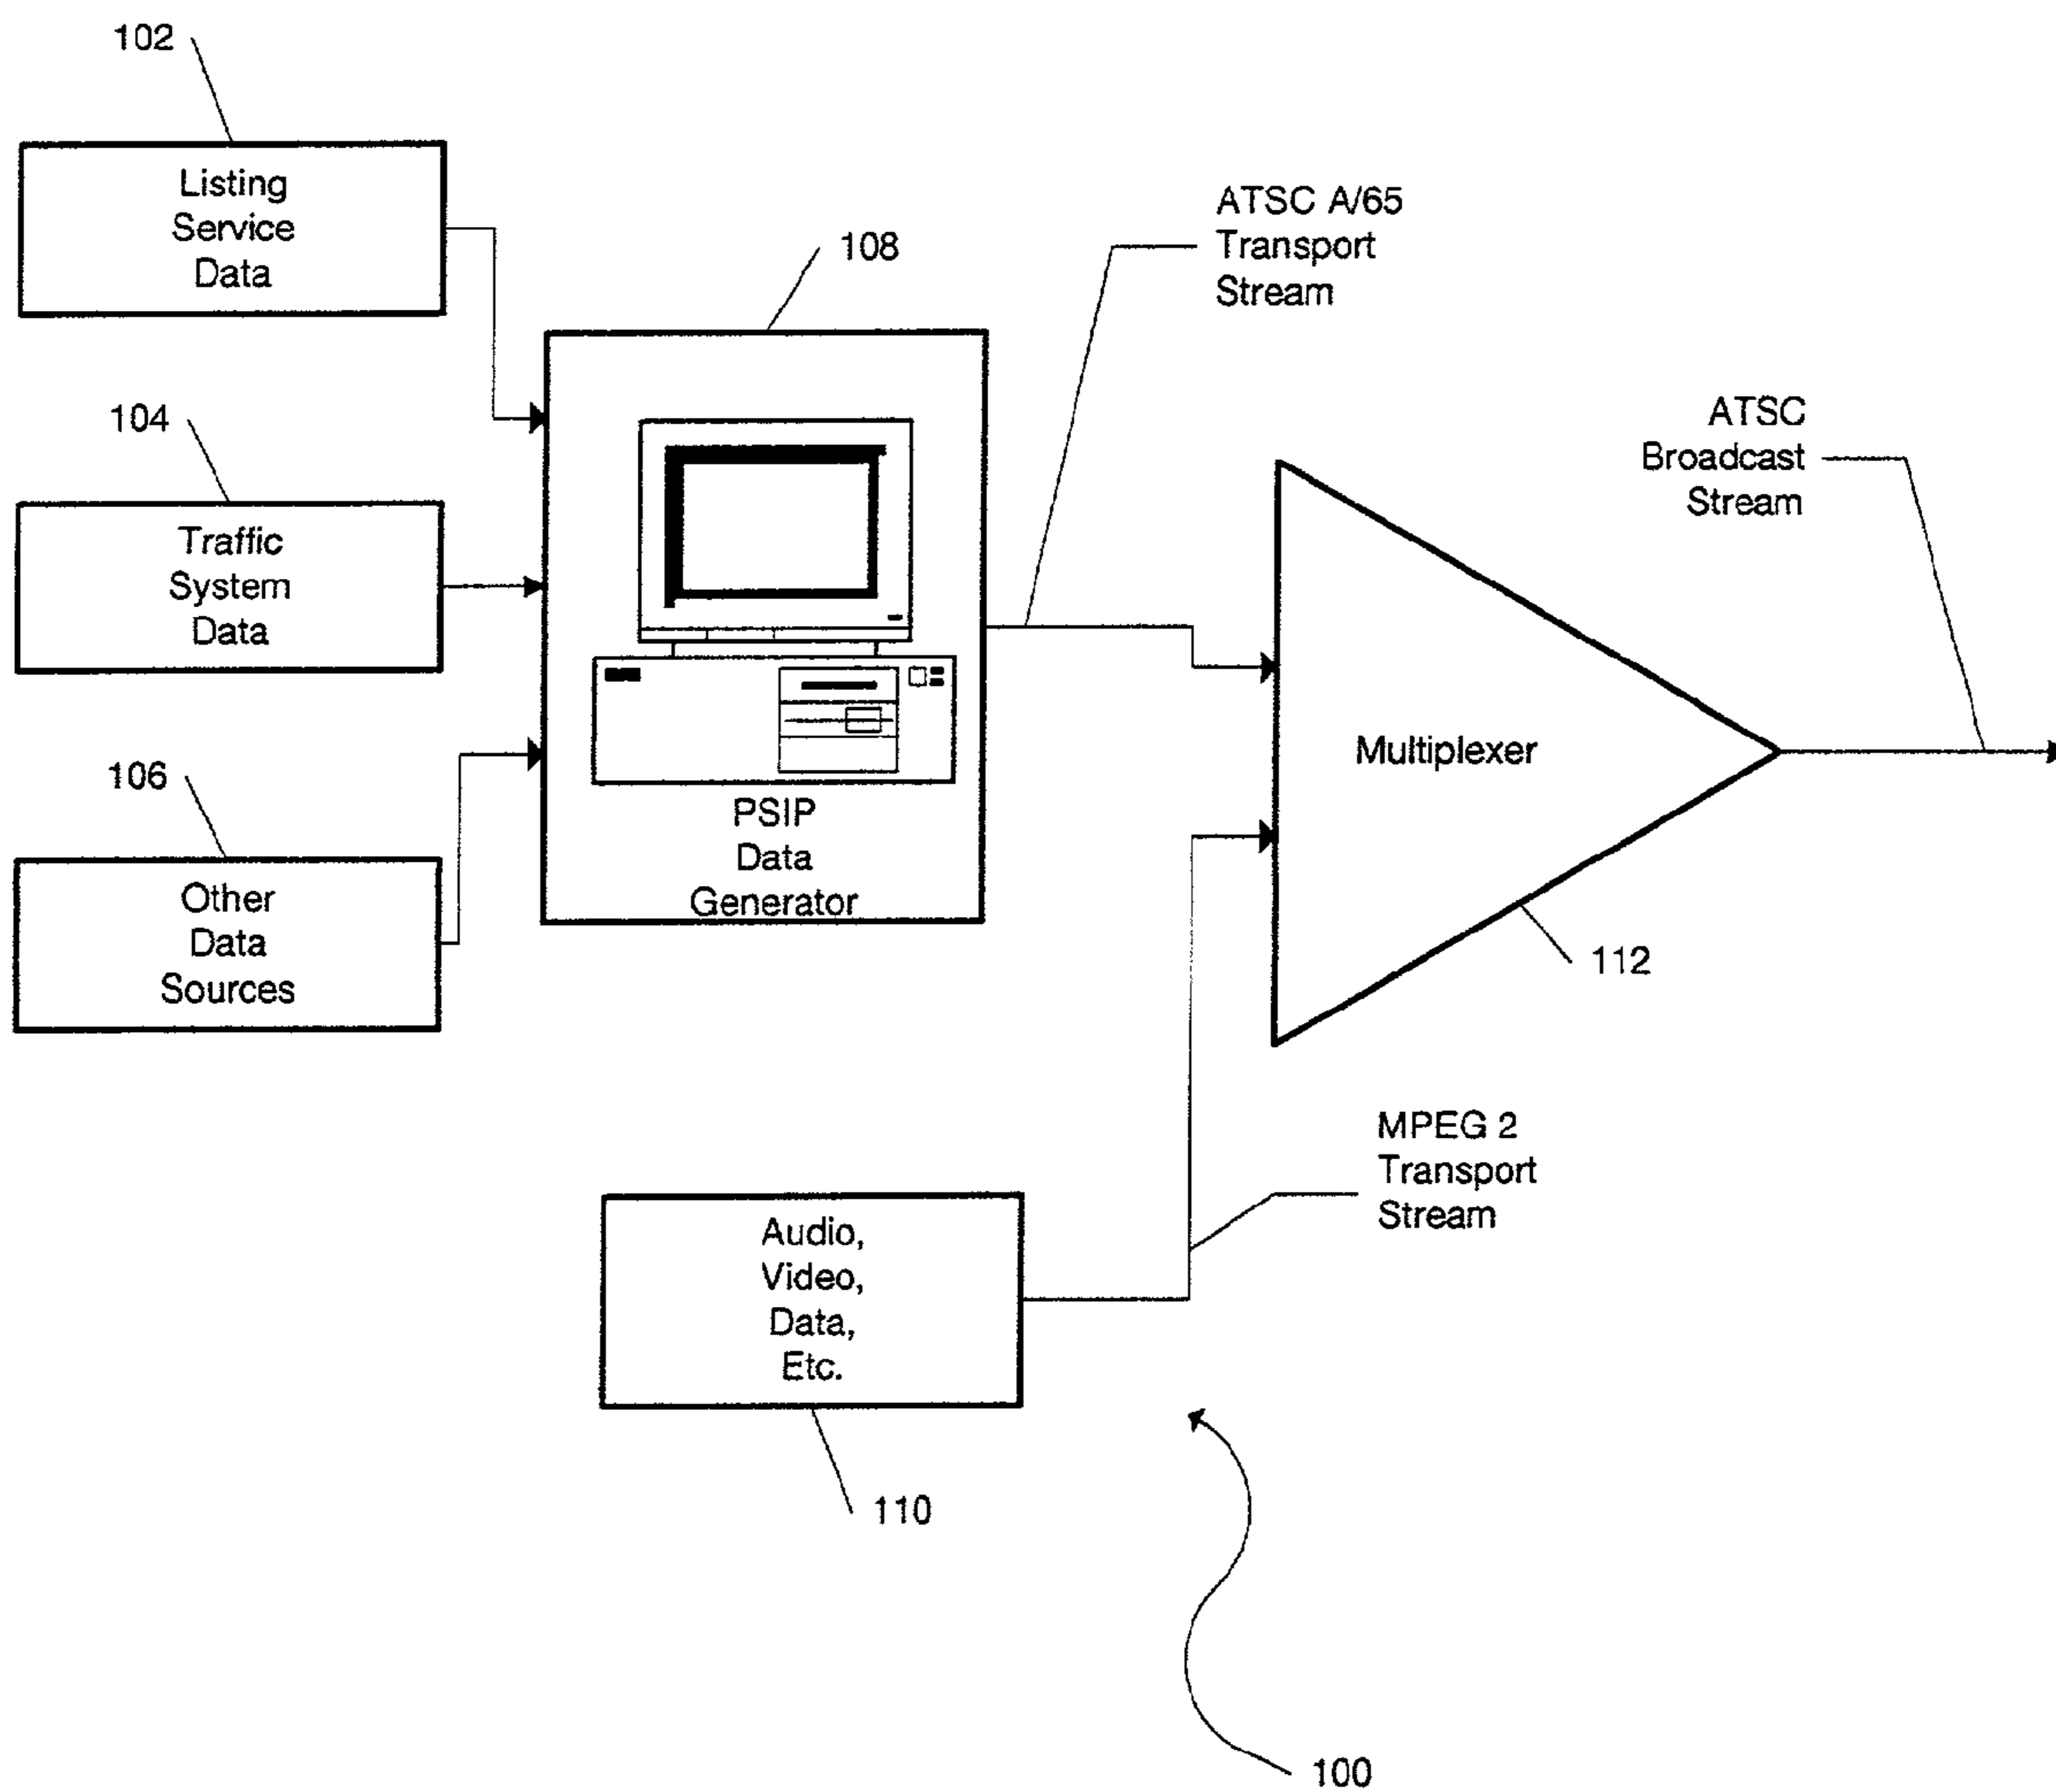 102
Listing
Service
Data
104
Traffic
System
Data
106
Other
Data
Sources
108
PSIP
Data
Generator
ATSC A/65
Transport
Stream
ATSC
Broadcast
Stream
Multiplexer
112
MPEG 2
Transport
Stream
Audio,
Video,
Data,
Etc.
110
100